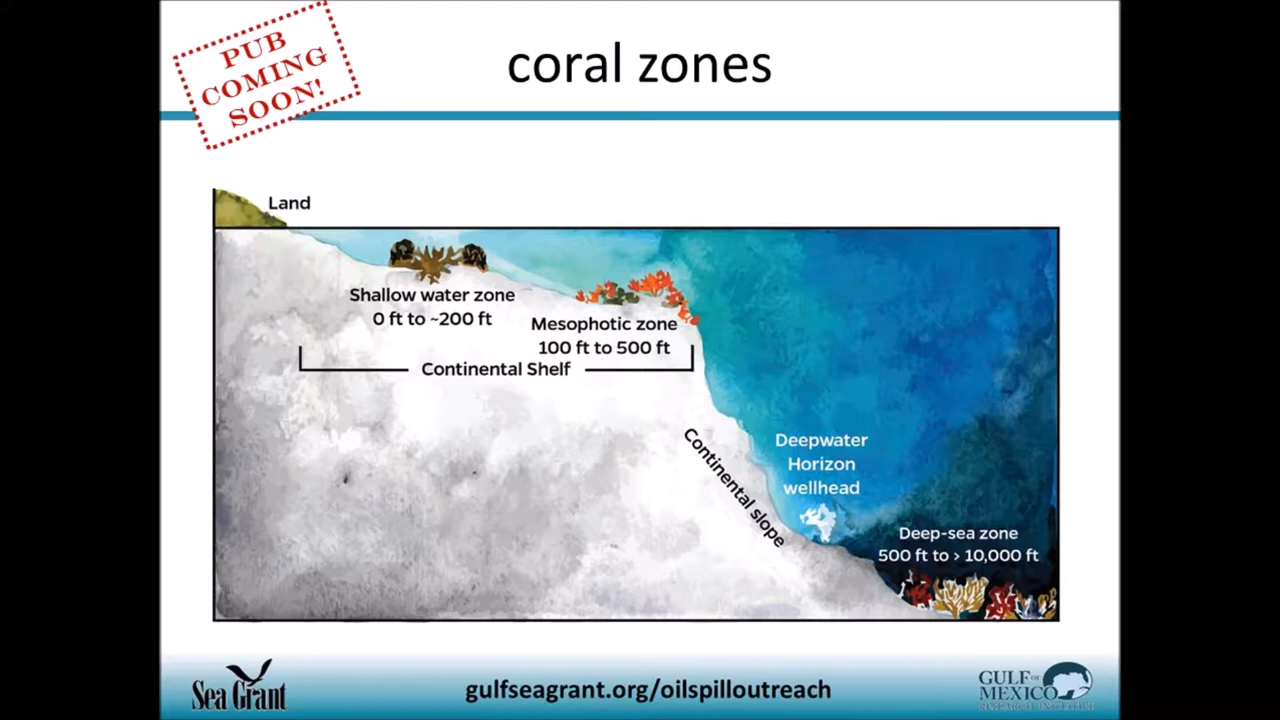 PUB
COMING
SOON!
coral zones
Land
Shallow water zone
0 ft to ~200 ft
Mesophotic zone
100 ft to 500 ft
Continental Shelf
Continental slope
Deepwater
Horizon
wellhead
Deep-sea zone
500 ft to > 10,000 ft
Sea Grant
gulfseagrant.org/oilspilloutreach
GULF OF
MEXICO
RESEARCH INITIATIVE